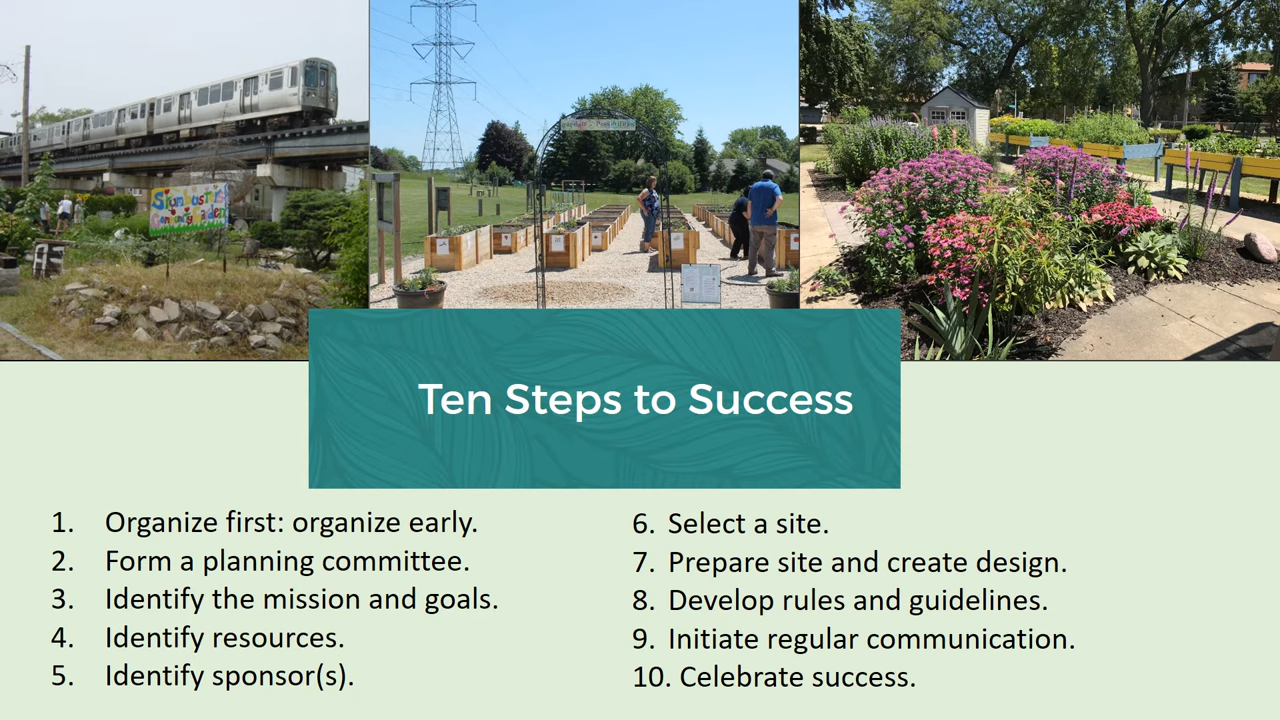 Ten Steps to Success
1. Organize first: organize early.
2. Form a planning committee.
3. Identify the mission and goals.
4. Identify resources.
5. Identify sponsor(s).
6. Select a site.
7. Prepare site and create design.
8. Develop rules and guidelines.
9. Initiate regular communication.
10. Celebrate success.